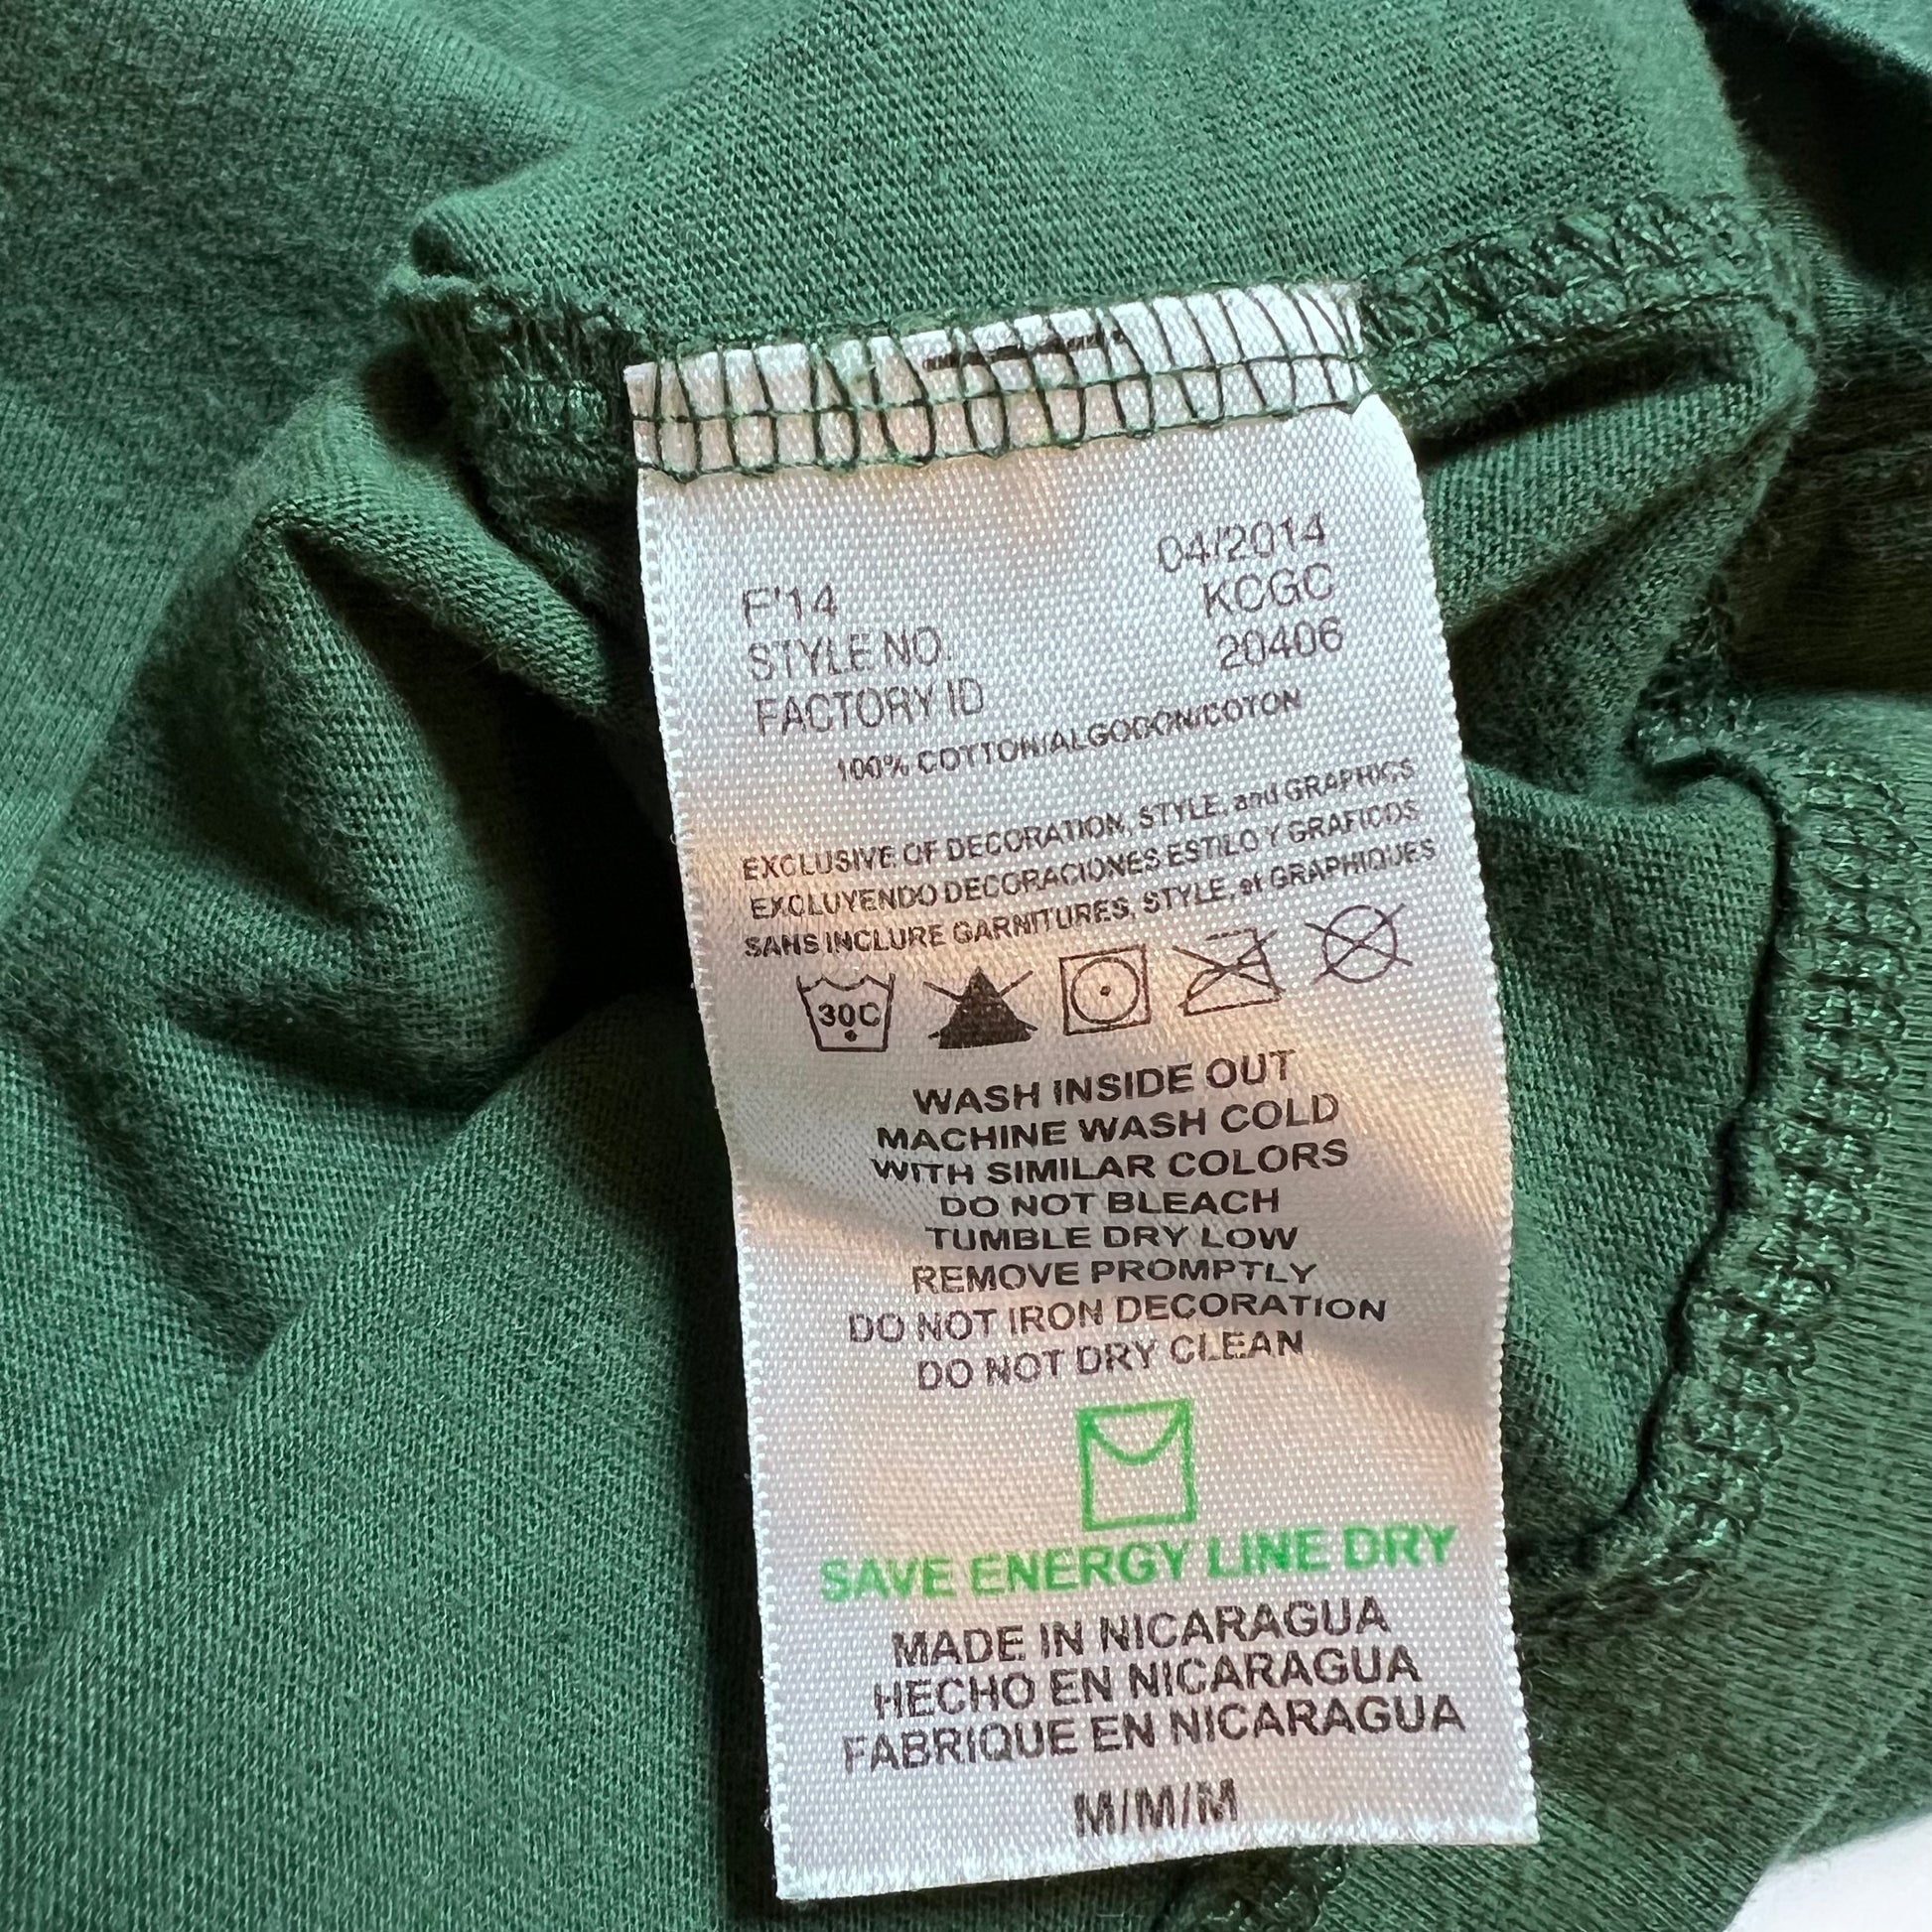 F'14 04/2014
STYLE NO. KCGC
FACTORY ID 20406
100% COTTON/ALGODON/COTON
EXCLUSIVE OF DECORATION, STYLE, and GRAPHICS
EXCLUYENDO DECORACIONES ESTILO Y GRAFICOS
SANS INCLURE GARNITURES, STYLE, et GRAPHIQUES
30C
WASH INSIDE OUT
MACHINE WASH COLD
WITH SIMILAR COLORS
DO NOT BLEACH
TUMBLE DRY LOW
REMOVE PROMPTLY
DO NOT IRON DECORATION
DO NOT DRY CLEAN
SAVE ENERGY LINE DRY
MADE IN NICARAGUA
HECHO EN NICARAGUA
FABRIQUE EN NICARAGUA
M/M/M